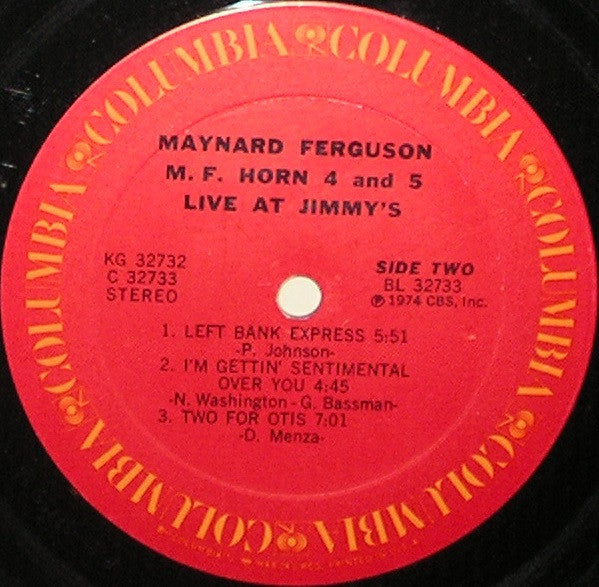 COLUMBIA
COLUMBIA
COLUMBIA
COLUMBIA
COLUMBIA
COLUMBIA
MAYNARD FERGUSON
M. F. HORN 4 and 5
LIVE AT JIMMY'S
KG 32732
C 32733
STEREO
SIDE TWO
BL 32733
Ⓟ 1974 CBS, Inc.
1. LEFT BANK EXPRESS 5:51
-P. Johnson-
2. I'M GETTIN' SENTIMENTAL
OVER YOU 4:45
-N. Washington-G. Bassman-
3. TWO FOR OTIS 7:01
-D. Menza-